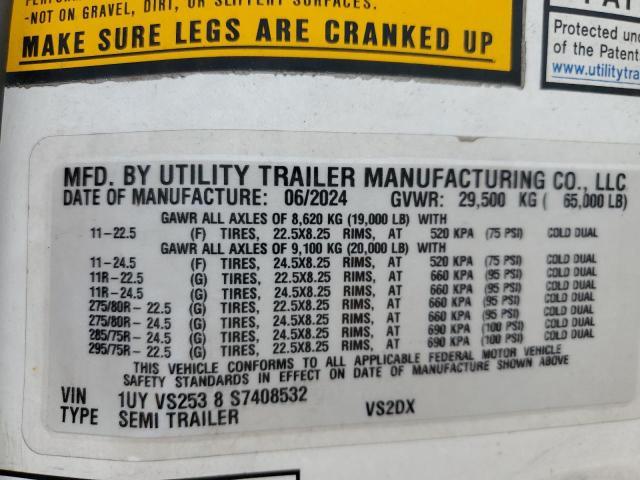 -NOT ON GRAVEL, DIRT, OR SLIPPERY SURFACES.
MAKE SURE LEGS ARE CRANKED UP
Protected
of the
www.utilitytra
MFD. BY UTILITY TRAILER MANUFACTURING CO., LLC
DATE OF MANUFACTURE: 06/2024 GVWR: 29,500 KG ( 65,000 LB)
GAWR ALL AXLES OF 8,620 KG (19,000 LB) WITH
11-22.5 (F) TIRES, 22.5X8.25 RIMS, AT 520 KPA (75 PSI) COLD DUAL
GAWR ALL AXLES OF 9,100 KG (20,000 LB) WITH
11-24.5 (F) TIRES, 24.5X8.25 RIMS, AT 520 KPA (75 PSI) COLD DUAL
11R-22.5 (G) TIRES, 22.5X8.25 RIMS, AT 660 KPA (95 PSI) COLD DUAL
11R-24.5 (G) TIRES, 24.5X8.25 RIMS, AT 660 KPA (95 PSI) COLD DUAL
275/80R-22.5 (G) TIRES, 22.5X8.25 RIMS, AT 660 KPA (95 PSI) COLD DUAL
275/80R-24.5 (G) TIRES, 24.5X8.25 RIMS, AT 660 KPA (95 PSI) COLD DUAL
285/75R-24.5 (G) TIRES, 24.5X8.25 RIMS, AT 690 KPA (100 PSI) COLD DUAL
295/75R-22.5 (G) TIRES, 22.5X8.25 RIMS, AT 690 KPA (100 PSI) COLD DUAL
THIS VEHICLE CONFORMS TO ALL APPLICABLE FEDERAL MOTOR VEHICLE
SAFETY STANDARDS IN EFFECT ON DATE OF MANUFACTURE SHOWN ABOVE
VIN 1UY VS253 8 S7408532
TYPE SEMI TRAILER VS2DX